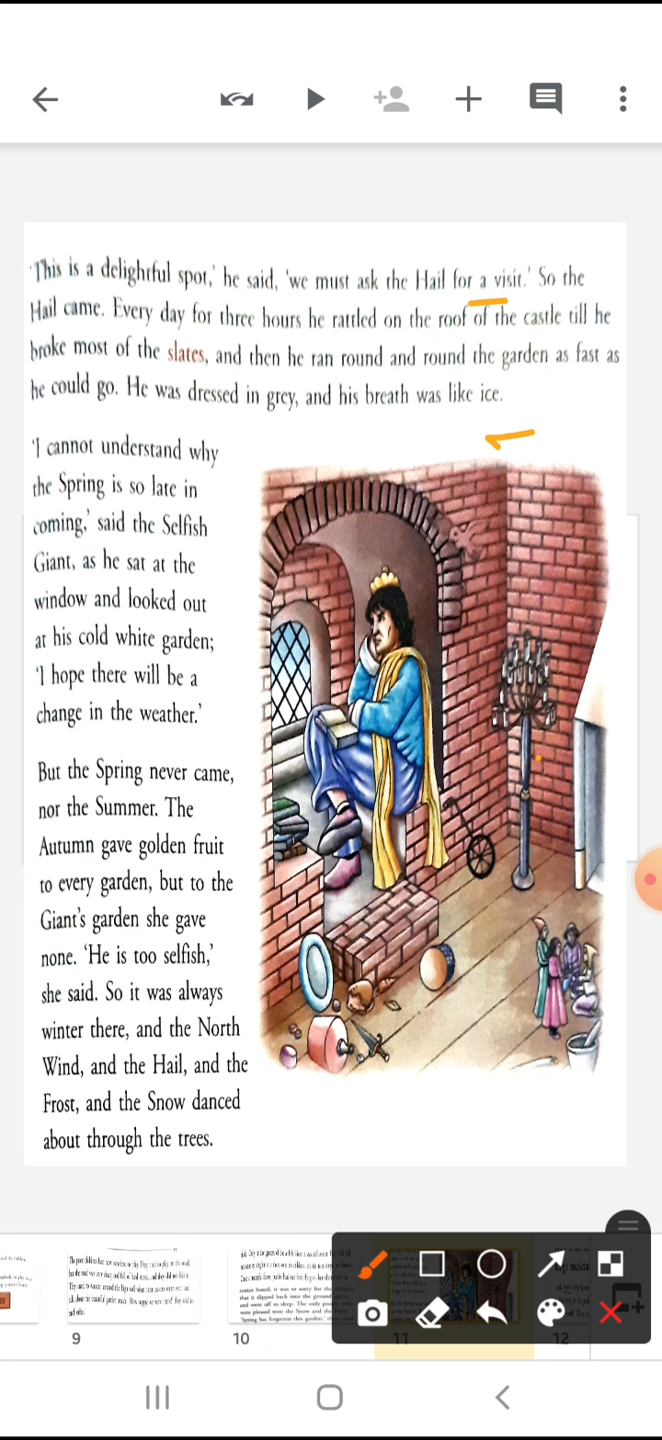 'This is a delightful spot,' he said, 'we must ask the Hail for a visit.' So the
Hail came. Every day for three hours he rattled on the roof of the castle till he
broke most of the slates, and then he ran round and round the garden as fast as
he could go. He was dressed in grey, and his breath was like ice.
'I cannot understand why
the Spring is so late in
coming,' said the Selfish
Giant, as he sat at the
window and looked out
at his cold white garden;
'I hope there will be a
change in the weather.'
But the Spring never came,
nor the Summer. The
Autumn gave golden fruit
to every garden, but to the
Giant's garden she gave
none. 'He is too selfish,'
she said. So it was always
winter there, and the North
Wind, and the Hail, and the
Frost, and the Snow danced
about through the trees.
9
10
11
12